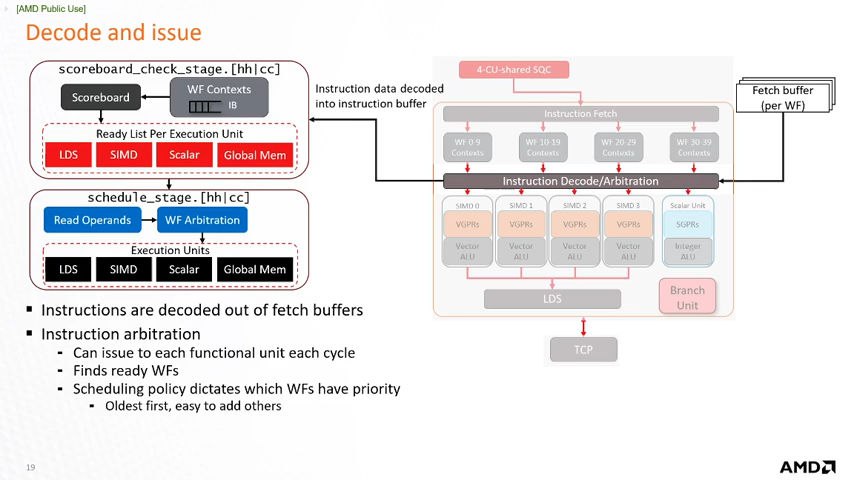 [AMD Public Use]
Decode and issue
scoreboard_check_stage.[hh|cc]
Scoreboard
WF Contexts
IB
Ready List Per Execution Unit
LDS
SIMD
Scalar
Global Mem
schedule_stage.[hh|cc]
Read Operands
WF Arbitration
Execution Units
LDS
SIMD
Scalar
Global Mem
Instruction data decoded
into instruction buffer
4-CU-shared SQC
Instruction Fetch
WF 0-9
Contexts
WF 10-19
Contexts
WF 20-29
Contexts
WF 30-39
Contexts
Fetch buffer
(per WF)
Instruction Decode/Arbitration
SIMD 0
VGPRs
Vector
ALU
SIMD 1
VGPRs
Vector
ALU
SIMD 2
VGPRs
Vector
ALU
SIMD 3
VGPRs
Vector
ALU
Scalar Unit
SGPRs
Integer
ALU
LDS
Branch
Unit
TCP
▪ Instructions are decoded out of fetch buffers
▪ Instruction arbitration
- Can issue to each functional unit each cycle
- Finds ready WFs
- Scheduling policy dictates which WFs have priority
• Oldest first, easy to add others
19
AMD